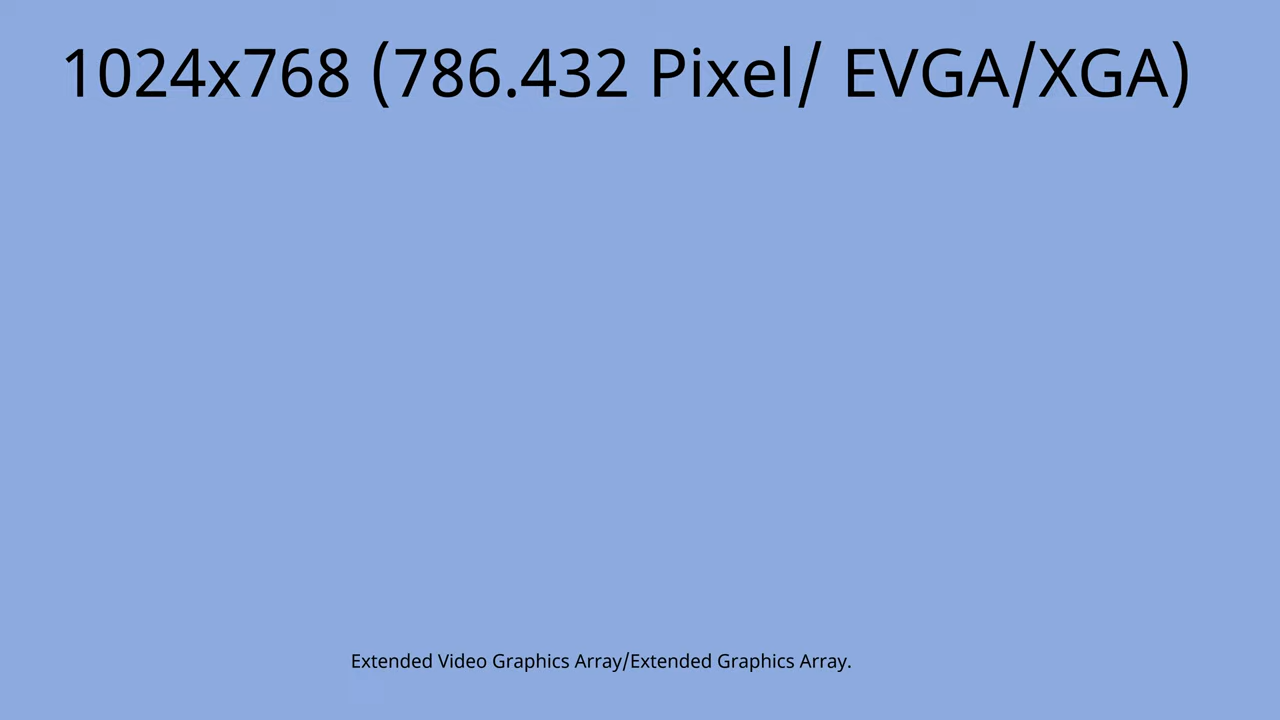 1024x768 (786.432 Pixel/ EVGA/XGA)
Extended Video Graphics Array/Extended Graphics Array.